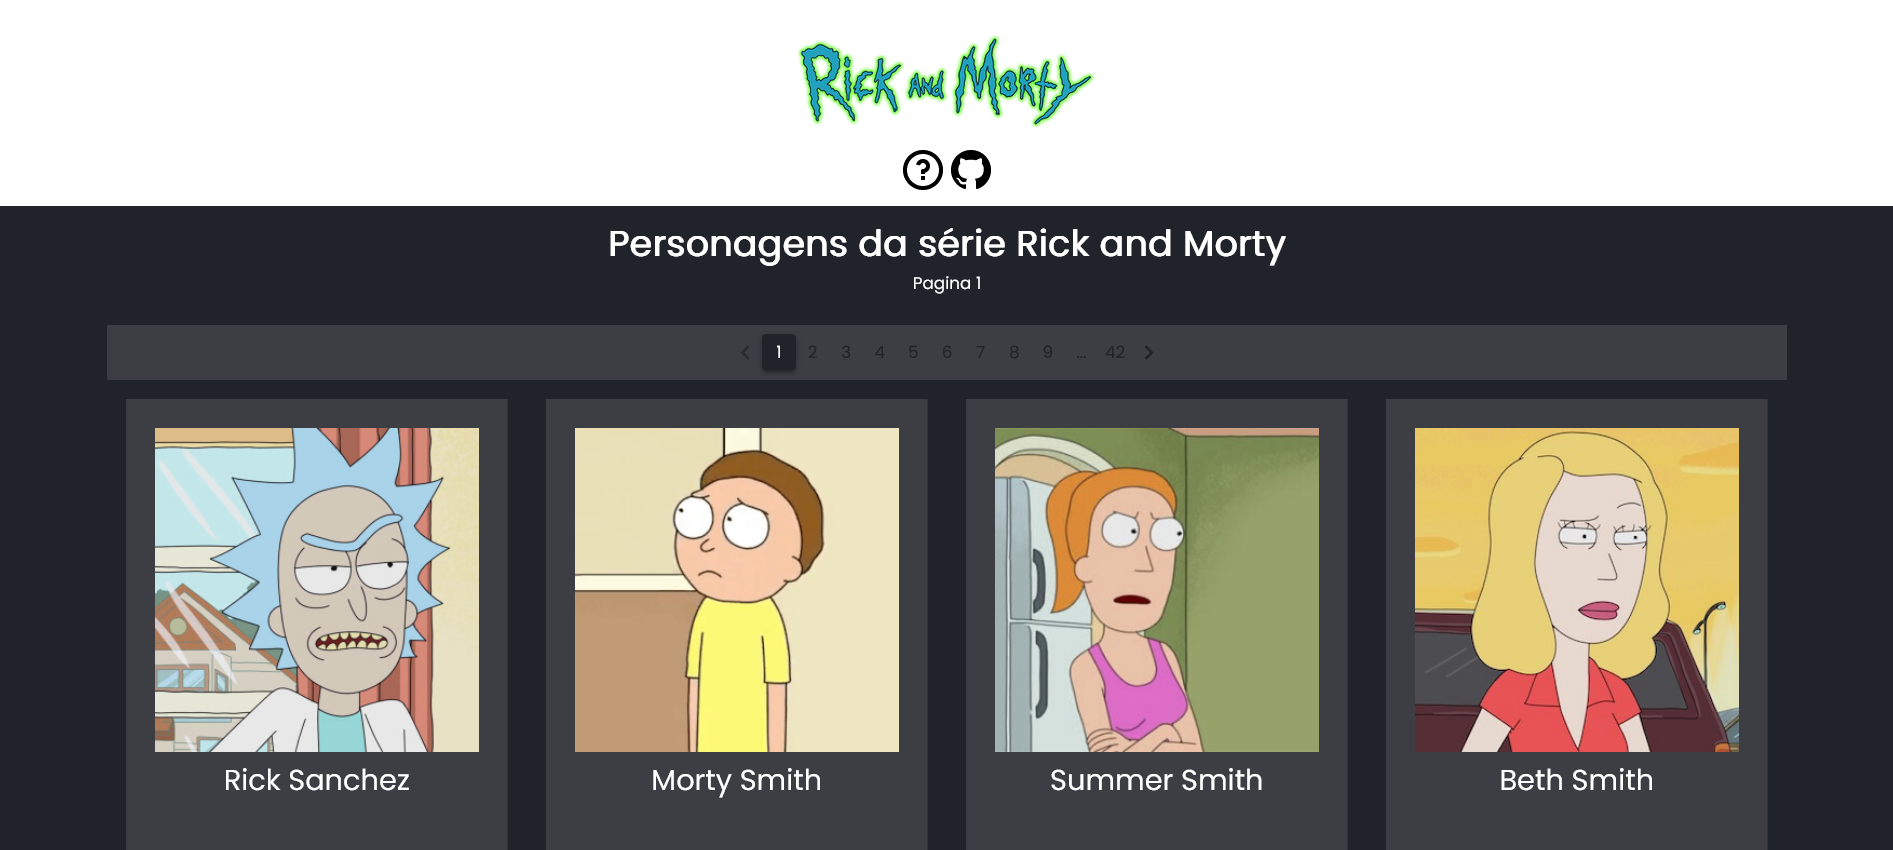 Rick and Morty
?
Personagens da série Rick and Morty
Pagina 1
1 2 3 4 5 6 7 8 9 ... 42
Rick Sanchez
Morty Smith
Summer Smith
Beth Smith